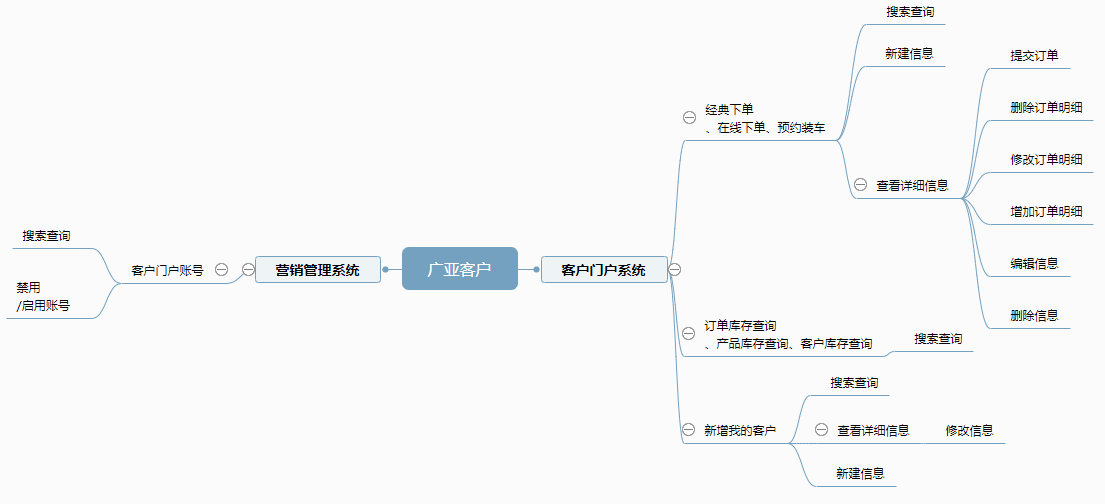 广亚客户
营销管理系统
客户门户账号
搜索查询
禁用
/启用账号
客户门户系统
经典下单
、在线下单、预约装车
搜索查询
新建信息
查看详细信息
提交订单
删除订单明细
修改订单明细
增加订单明细
编辑信息
删除信息
订单库存查询
、产品库存查询、客户库存查询
搜索查询
新增我的客户
搜索查询
查看详细信息
修改信息
新建信息